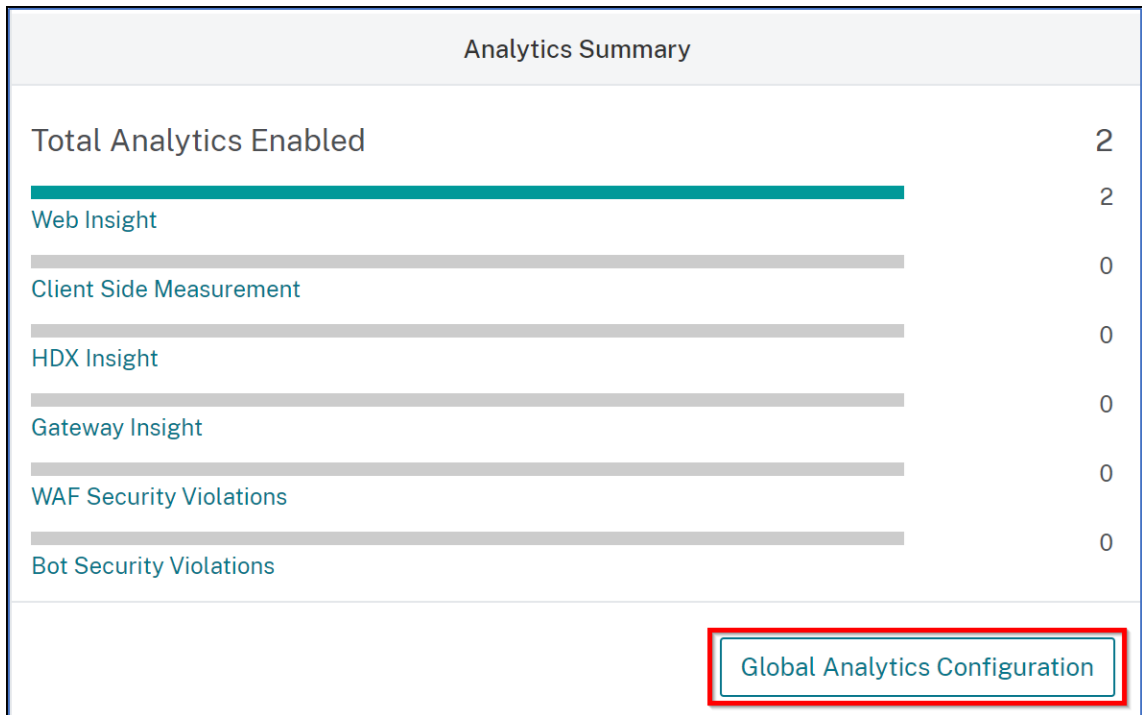 Analytics Summary
Total Analytics Enabled 2
2
Web Insight
0
Client Side Measurement
0
HDX Insight
0
Gateway Insight
0
WAF Security Violations
0
Bot Security Violations
Global Analytics Configuration